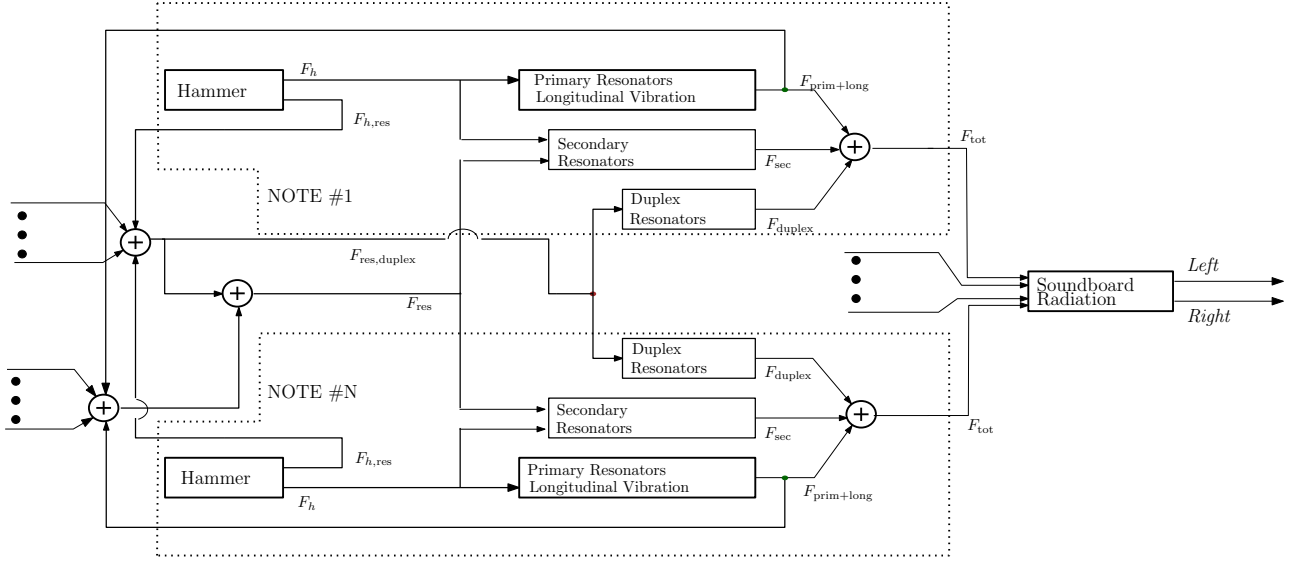 F_h
Hammer
Primary Resonators
Longitudinal Vibration
F_prim+long
F_h,res
Secondary
Resonators
F_sec
F_tot
NOTE #1
Duplex
Resonators
F_duplex
+
+
F_res,duplex
+
F_res
Left
Soundboard
Radiation
Right
Duplex
Resonators
F_duplex
NOTE #N
+
Secondary
Resonators
F_sec
+
F_tot
F_h,res
Hammer
Primary Resonators
Longitudinal Vibration
F_prim+long
F_h